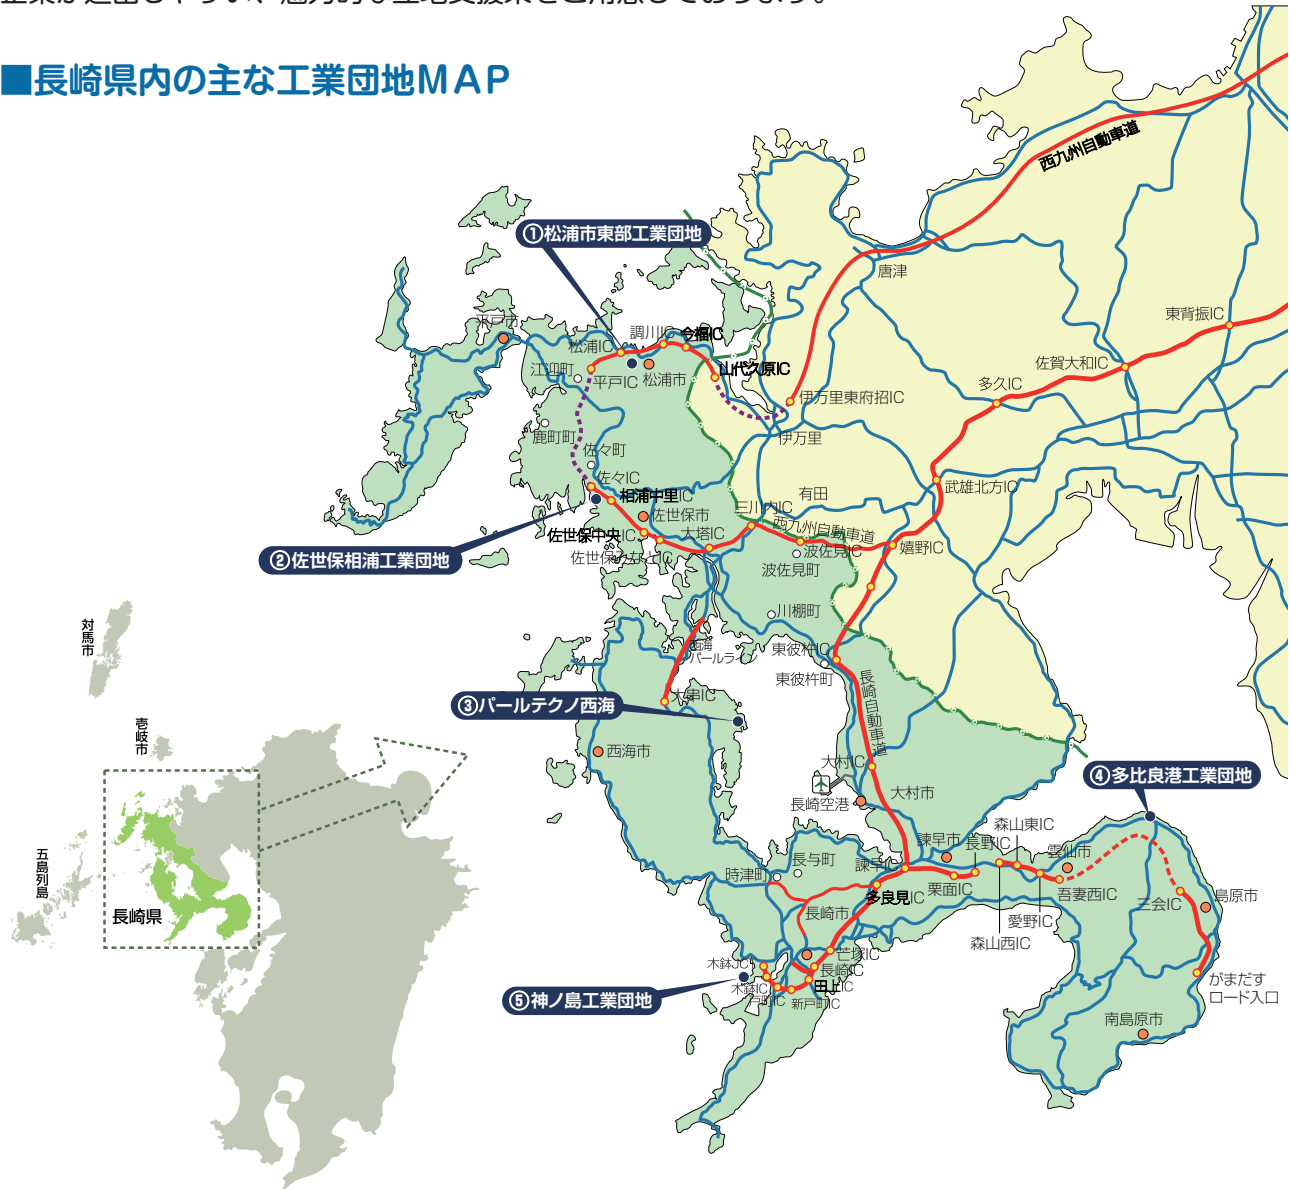 ■長崎県内の主な工業団地MAP
西九州自動車道
①松浦市東部工業団地
唐津
東背振IC
平戸市
調川IC
今福IC
松浦IC
佐賀大和IC
江迎町
平戸IC
松浦市
山代久原IC
多久IC
伊万里東府招IC
鹿町町
伊万里
佐々町
佐々IC
武雄北方IC
相浦中里IC
有田
三川内IC
佐世保市
西九州自動車道
佐世保中央IC
大塔IC
波佐見IC
嬉野IC
②佐世保相浦工業団地
佐世保みなとIC
波佐見町
川棚町
対馬市
西海
パールライン
東彼杵IC
東彼杵町
長崎自動車道
大串IC
③パールテクノ西海
壱岐市
西海市
大村IC
④多比良港工業団地
長崎空港
大村市
森山東IC
諫早市
長野IC
雲仙市
長与町
諫早IC
五島列島
時津町
栗面IC
吾妻西IC
多良見IC
島原市
三会IC
長崎市
愛野IC
長崎県
森山西IC
芒塚IC
木鉢JC
長崎IC
がまだす
ロード入口
木鉢IC
田上IC
⑤神ノ島工業団地
戸町IC
新戸町IC
南島原市